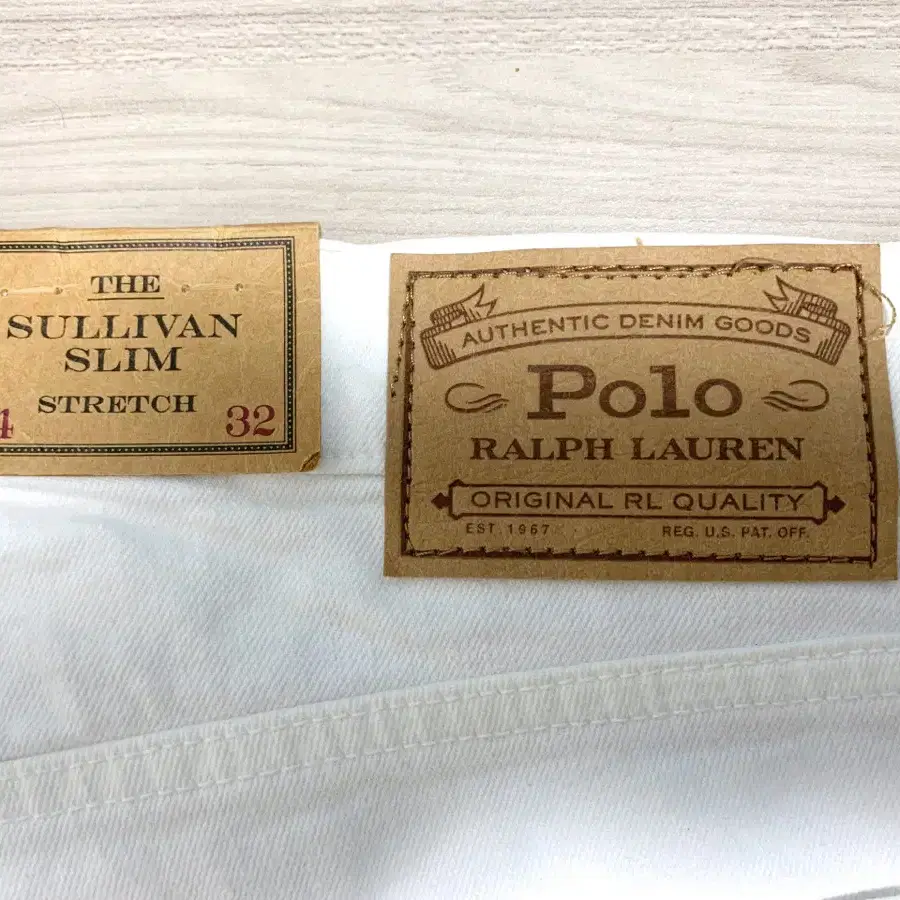 THE
SULLIVAN
SLIM
STRETCH
4 32
AUTHENTIC DENIM GOODS
Polo
RALPH LAUREN
ORIGINAL RL QUALITY
EST. 1967 REG. U.S. PAT. OFF.